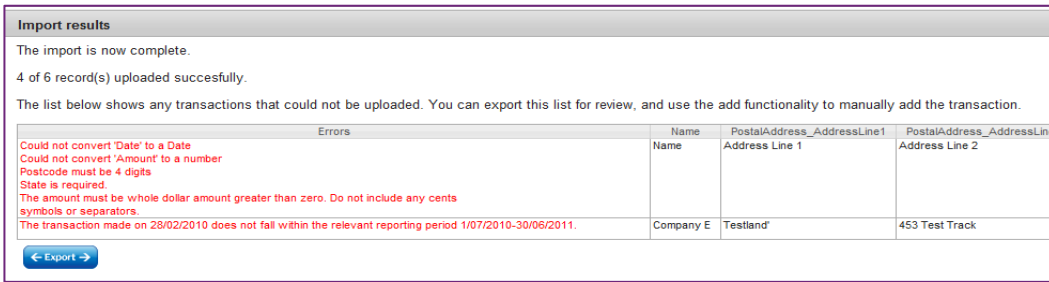 Import results
The import is now complete.
4 of 6 record(s) uploaded succesfully.
The list below shows any transactions that could not be uploaded. You can export this list for review, and use the add functionality to manually add the transaction.
Errors Name PostalAddress_AddressLine1 PostalAddress_AddressLin
Could not convert 'Date' to a Date Name Address Line 1 Address Line 2
Could not convert 'Amount' to a number
Postcode must be 4 digits
State is required.
The amount must be whole dollar amount greater than zero. Do not include any cents
symbols or separators.
The transaction made on 28/02/2010 does not fall within the relevant reporting period 1/07/2010-30/06/2011. Company E Testland' 453 Test Track
Export